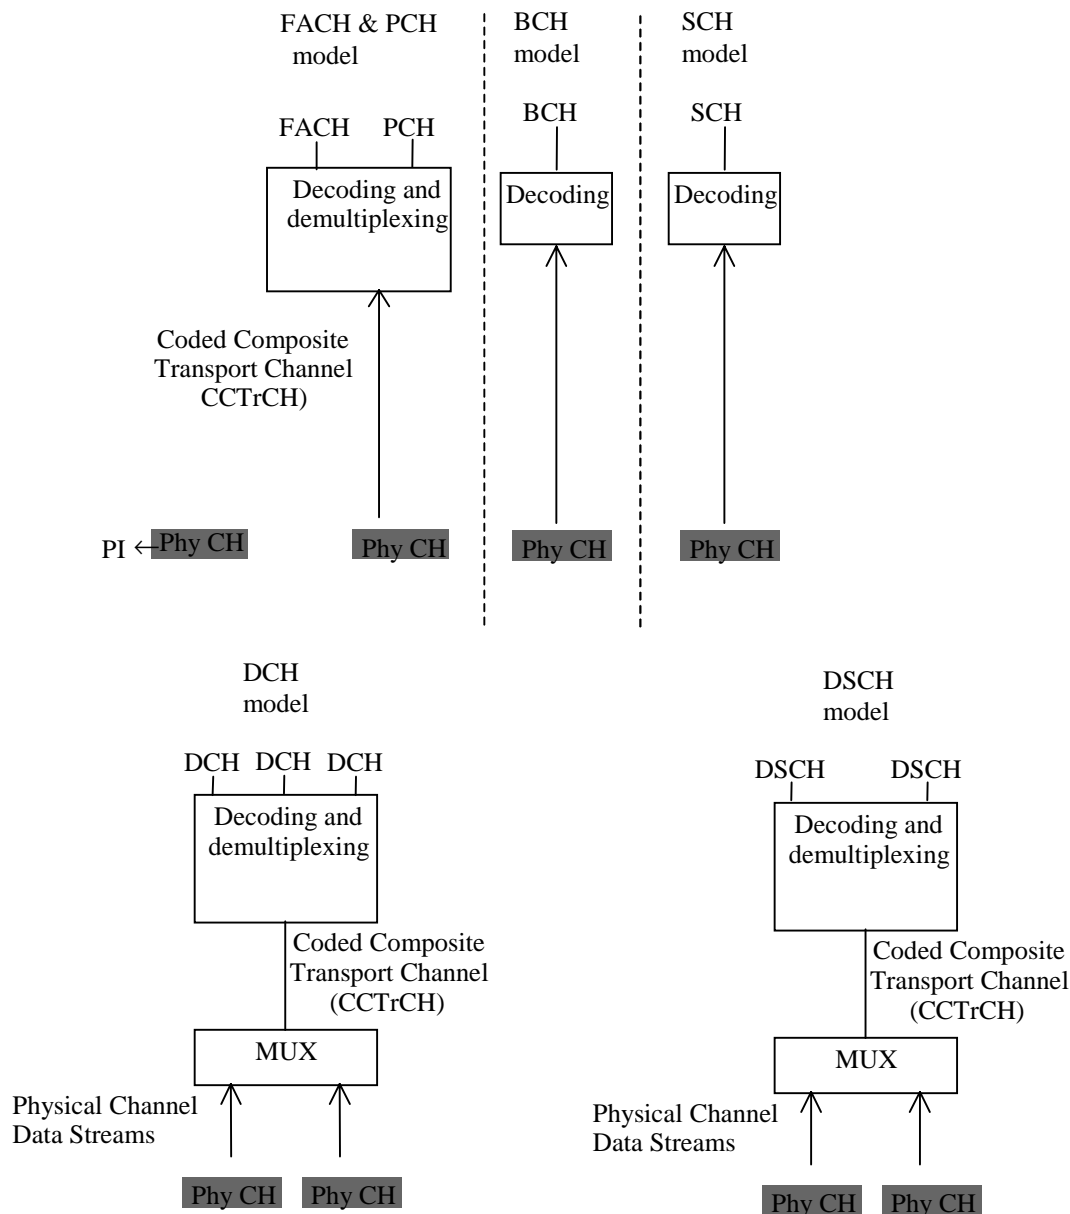 FACH & PCH
model
BCH
model
SCH
model
FACH
PCH
BCH
SCH
Decoding and
demultiplexing
Decoding
Decoding
Coded Composite
Transport Channel
CCTrCH)
PI ←
Phy CH
Phy CH
Phy CH
Phy CH
DCH
model
DCH
DCH
DCH
Decoding and
demultiplexing
Coded Composite
Transport Channel
(CCTrCH)
MUX
Physical Channel
Data Streams
Phy CH
Phy CH
DSCH
model
DSCH
DSCH
Decoding and
demultiplexing
Coded Composite
Transport Channel
(CCTrCH)
MUX
Physical Channel
Data Streams
Phy CH
Phy CH